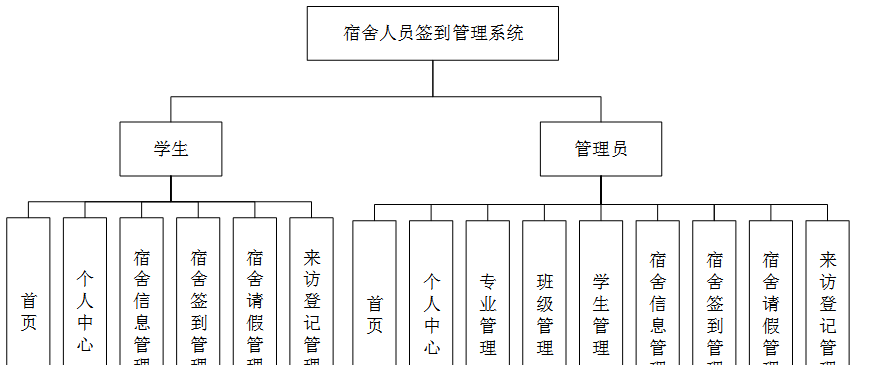 宿舍人员签到管理系统
学生
管理员
首页
个人中心
宿舍信息管理
宿舍签到管理
宿舍请假管理
来访登记管理
首页
个人中心
专业管理
班级管理
学生管理
宿舍信息管理
宿舍签到管理
宿舍请假管理
来访登记管理